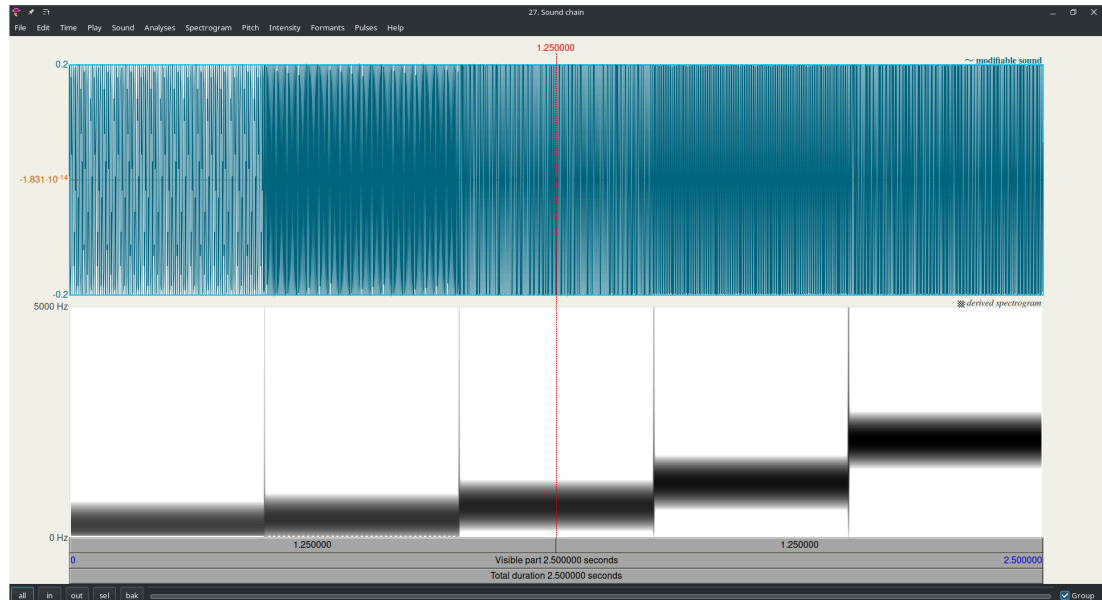 27. Sound chain
File Edit Time Play Sound Analyses Spectrogram Pitch Intensity Formants Pulses Help
1.250000
0.2
~ modifiable sound
-1.831·10⁻¹⁴
-0.2
5000 Hz
derived spectrogram
0 Hz
1.250000 1.250000
0 Visible part 2.500000 seconds 2.500000
Total duration 2.500000 seconds
all in out sel bak Group